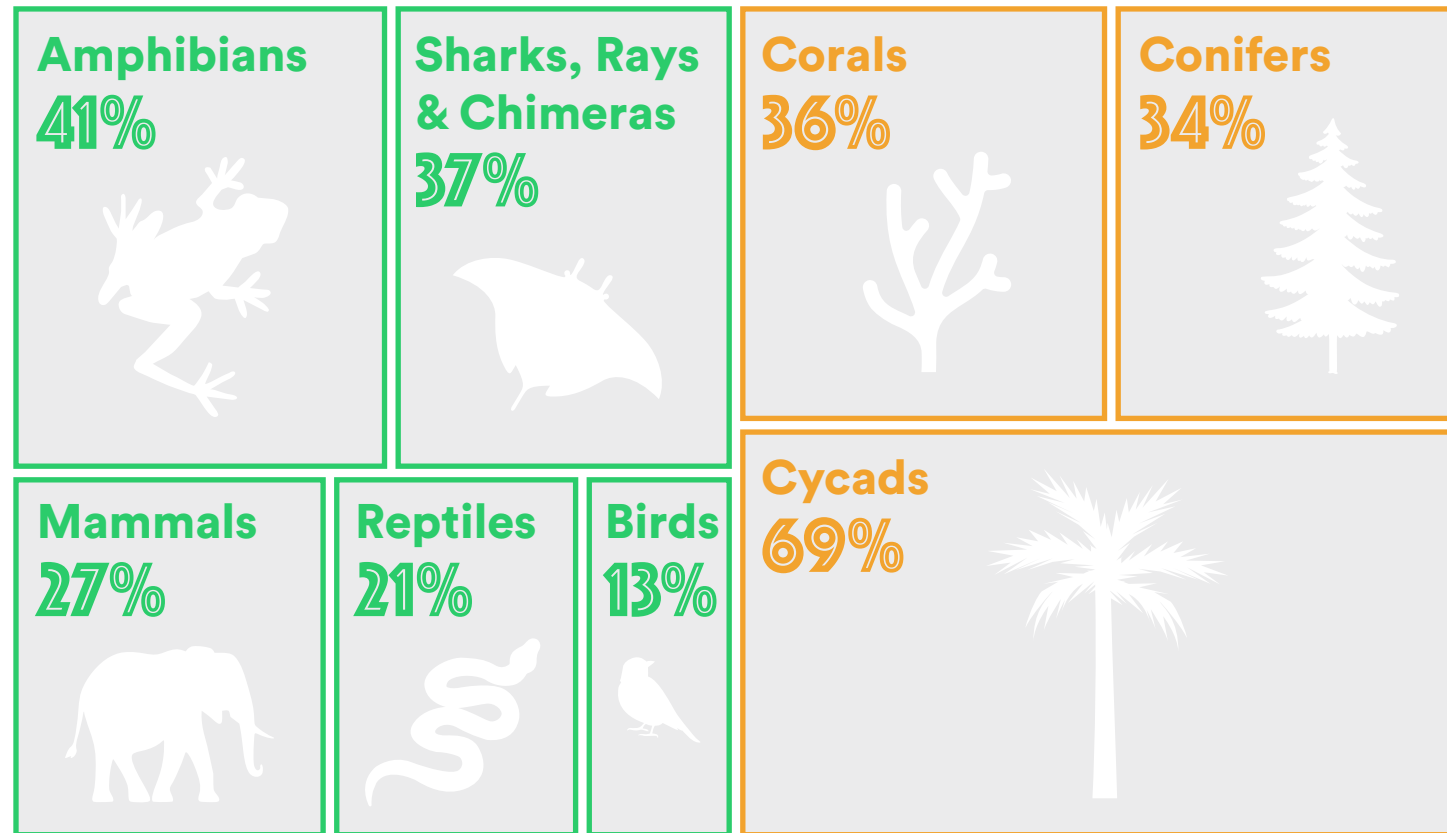 Amphibians
41%
Sharks, Rays
& Chimeras
37%
Corals
36%
Conifers
34%
Mammals
27%
Reptiles
21%
Birds
13%
Cycads
69%